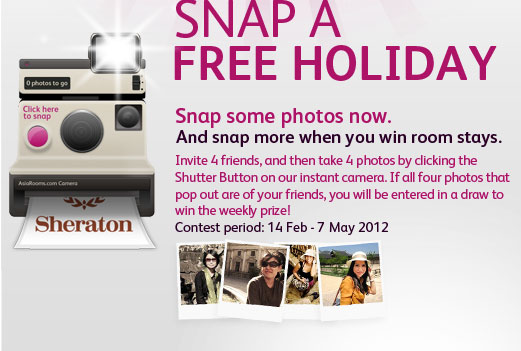 SNAP A
FREE HOLIDAY
0 photos to go
Click here
to snap
AsiaRooms.com Camera
Sheraton
Snap some photos now.
And snap more when you win room stays.
Invite 4 friends, and then take 4 photos by clicking the
Shutter Button on our instant camera. If all four photos that
pop out are of your friends, you will be entered in a draw to
win the weekly prize!
Contest period: 14 Feb - 7 May 2012